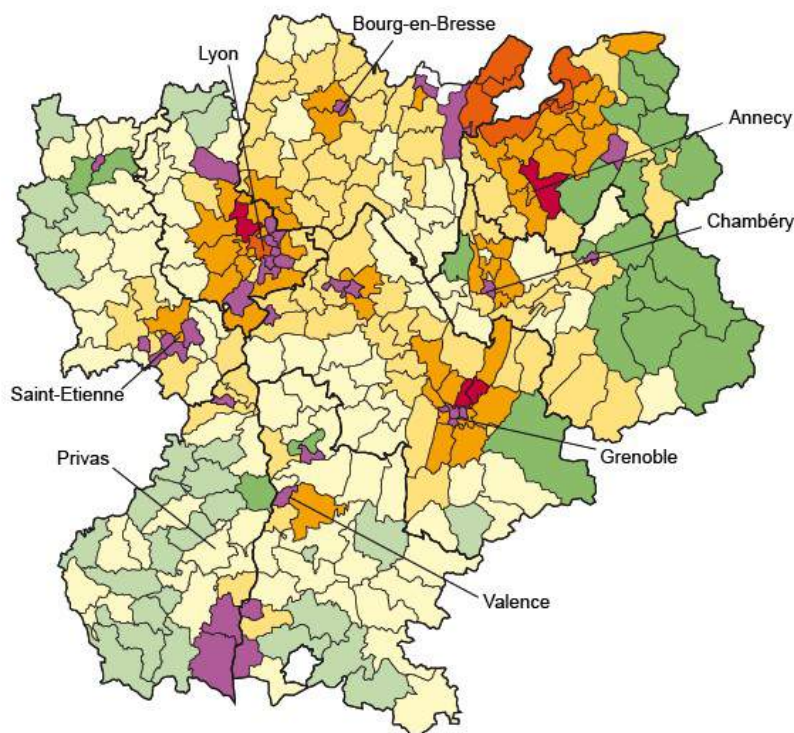 Bourg-en-Bresse
Lyon
Annecy
Chambéry
Saint-Etienne
Grenoble
Privas
Valence